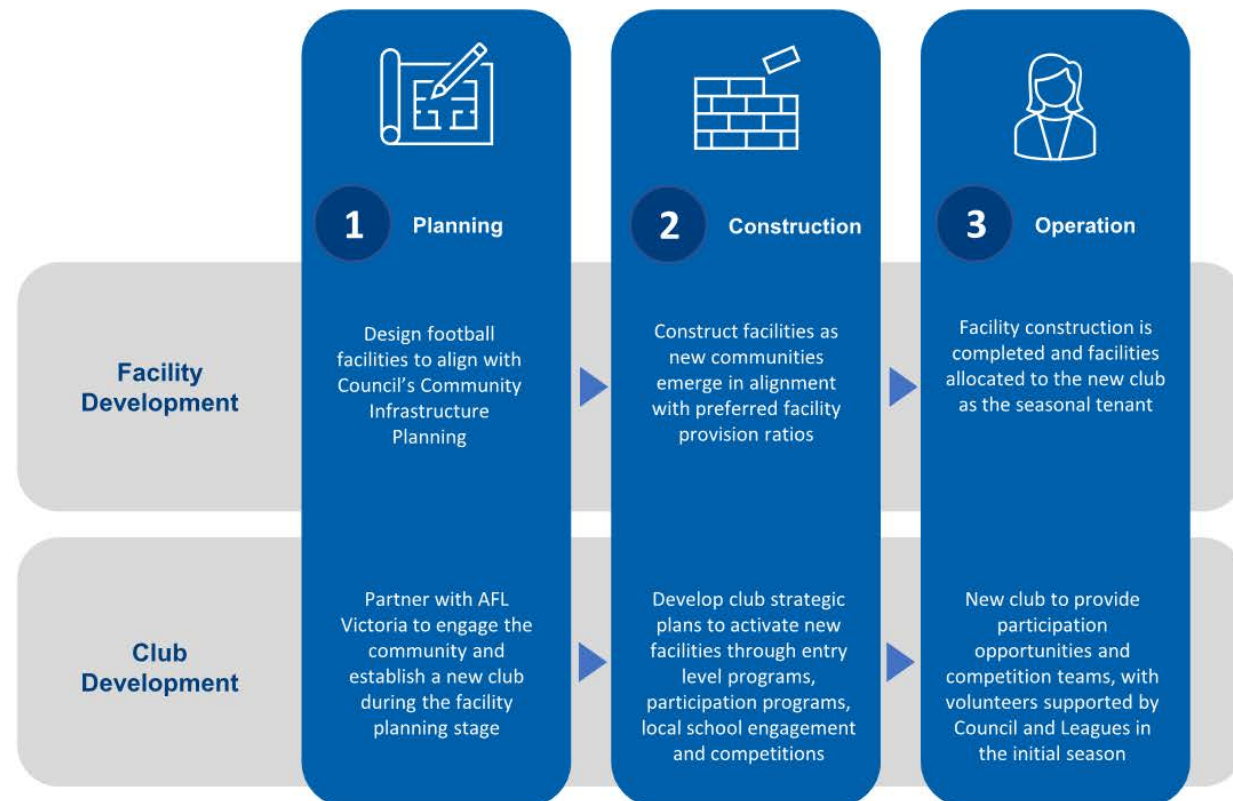 1
Planning
2
Construction
3
Operation
Facility
Development
Design football
facilities to align with
Council's Community
Infrastructure
Planning
Construct facilities as
new communities
emerge in alignment
with preferred facility
provision ratios
Facility construction is
completed and facilities
allocated to the new club
as the seasonal tenant
Club
Development
Partner with AFL
Victoria to engage the
community and
establish a new club
during the facility
planning stage
Develop club strategic
plans to activate new
facilities through entry
level programs,
participation programs,
local school engagement
and competitions
New club to provide
participation
opportunities and
competition teams, with
volunteers supported by
Council and Leagues in
the initial season